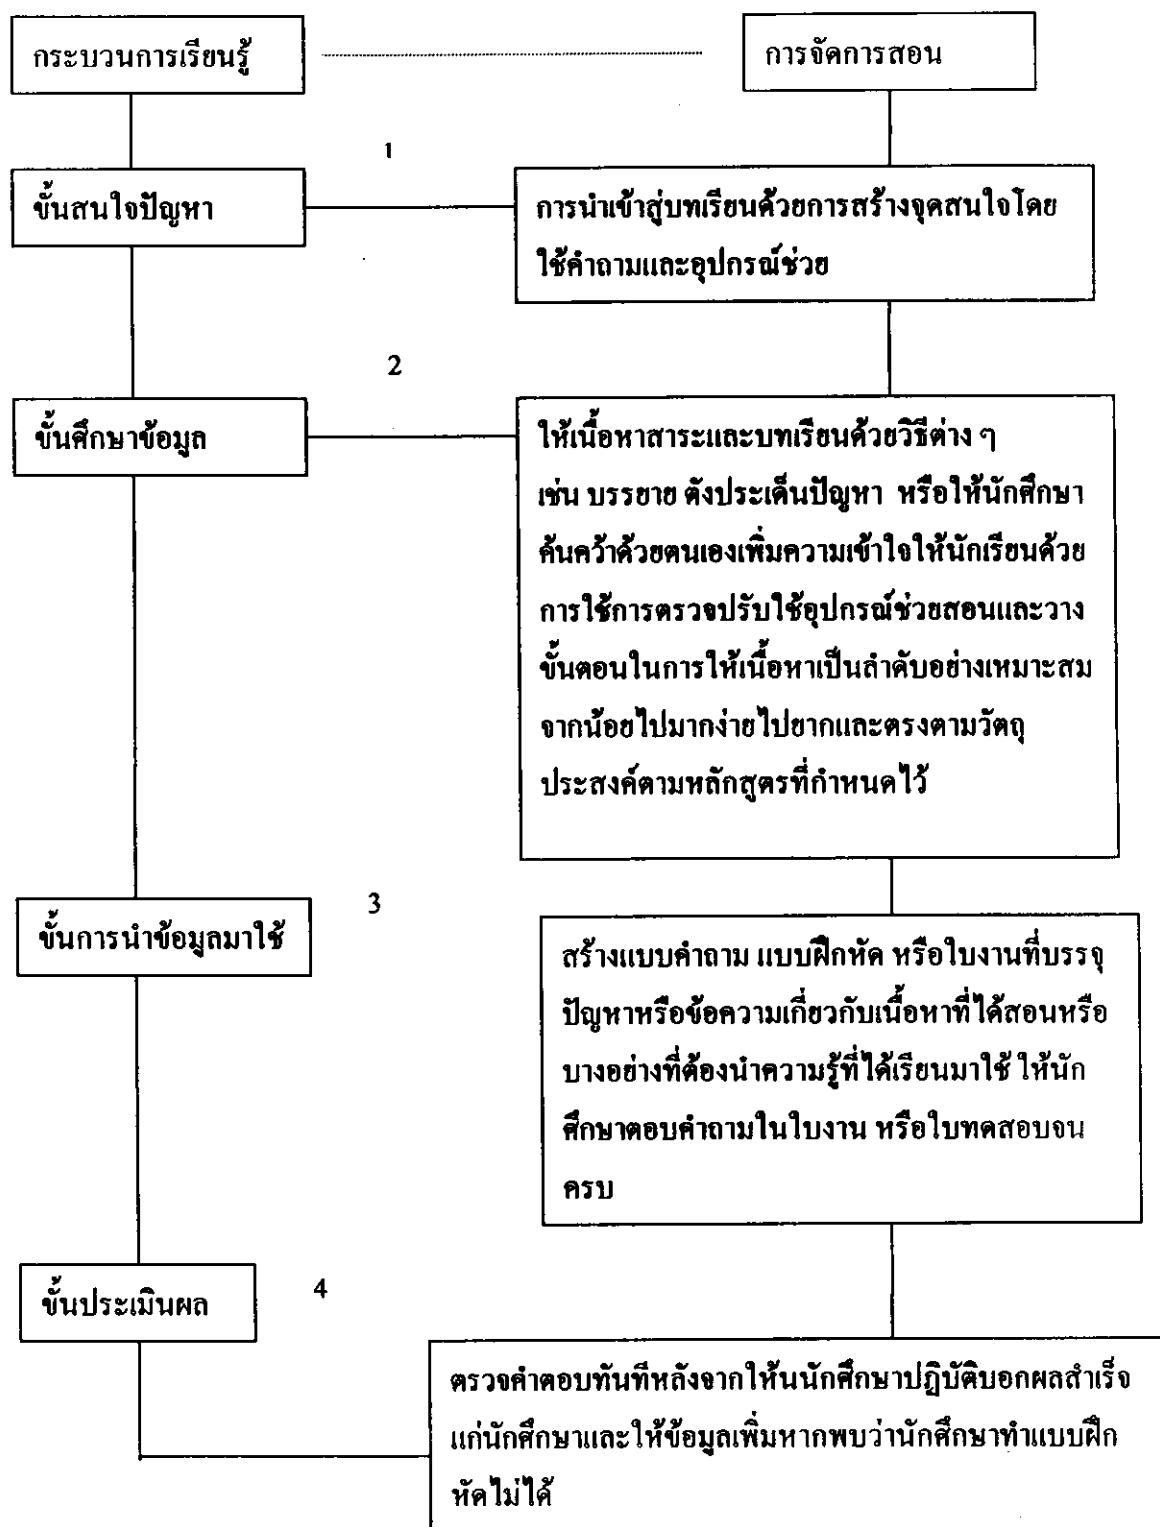 กระบวนการเรียนรู้
การจัดการสอน
1
ขั้นสนใจปัญหา
การนำเข้าสู่บทเรียนด้วยการสร้างจุดสนใจโดย
ใช้คำถามและอุปกรณ์ช่วย
2
ขั้นศึกษาข้อมูล
ให้เนื้อหาสาระและบทเรียนด้วยวิธีต่าง ๆ
เช่น บรรยาย ตังประเด็นปัญหา หรือให้นักศึกษา
ค้นคว้าด้วยตนเองเพิ่มความเข้าใจให้นักเรียนด้วย
การใช้การตรวจปรับใช้อุปกรณ์ช่วยสอนและวาง
ขั้นตอนในการให้เนื้อหาเป็นลำดับอย่างเหมาะสม
จากน้อยไปมากง่ายไปยากและตรงตามวัตถุ
ประสงค์ตามหลักสูตรที่กำหนดไว้
3
ขั้นการนำข้อมูลมาใช้
สร้างแบบคำถาม แบบฝึกหัด หรือใบงานที่บรรจุ
ปัญหาหรือข้อความเกี่ยวกับเนื้อหาที่ได้สอนหรือ
บางอย่างที่ต้องนำความรู้ที่ได้เรียนมาใช้ ให้นัก
ศึกษาตอบคำถามในใบงาน หรือใบทดสอบจน
ครบ
4
ขั้นประเมินผล
ตรวจคำตอบทันทีหลังจากให้นนักศึกษาปฏิบัติบอกผลสำเร็จ
แก่นักศึกษาและให้ข้อมูลเพิ่มหากพบว่านักศึกษาทำแบบฝึก
หัดไม่ได้